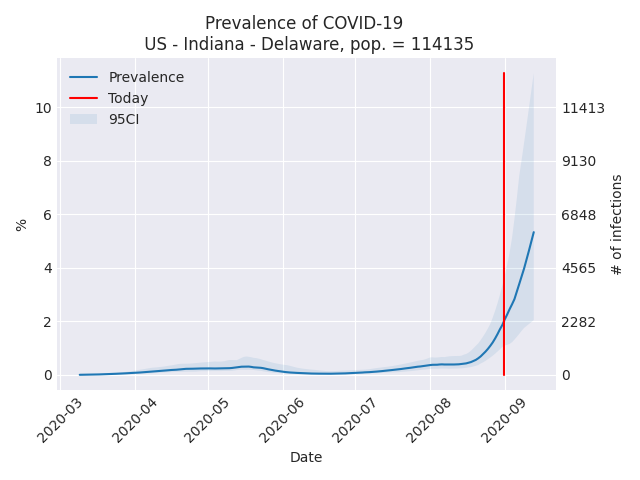 Prevalence of COVID-19
US - Indiana - Delaware, pop. = 114135
Prevalence
Today
95CI
10
8
6
4
2
0
%
11413
9130
6848
4565
2282
0
# of infections
2020-03
2020-04
2020-05
2020-06
2020-07
2020-08
2020-09
Date